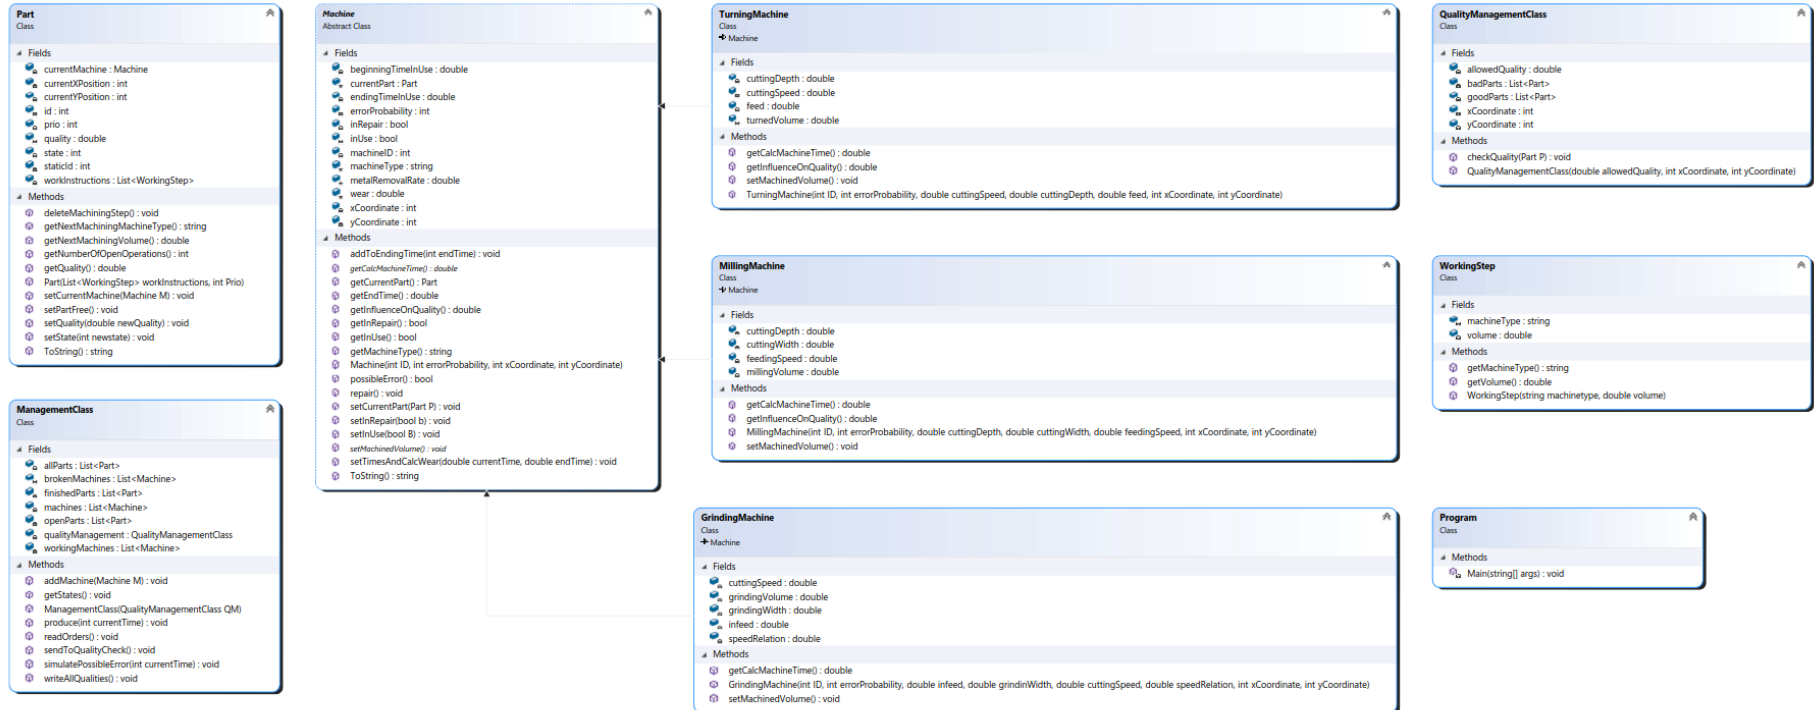 Part
Class
Fields
currentMachine : Machine
currentXPosition : int
currentYPosition : int
id : int
prio : int
quality : double
state : int
staticId : int
workInstructions : List<WorkingStep>
Methods
deleteMachiningStep() : void
getNextMachiningMachineType() : string
getNextMachiningVolume() : double
getNumberOfOpenOperations() : int
getQuality() : double
Part(List<WorkingStep> workInstructions, int Prio)
setCurrentMachine(Machine M) : void
setPartFree() : void
setQuality(double newQuality) : void
setState(int newstate) : void
ToString() : string
ManagementClass
Class
Fields
allParts : List<Part>
brokenMachines : List<Machine>
finishedParts : List<Part>
machines : List<Machine>
openParts : List<Part>
qualityManagement : QualityManagementClass
workingMachines : List<Machine>
Methods
addMachine(Machine M) : void
getStates() : void
ManagementClass(QualityManagementClass QM)
produce(int currentTime) : void
readOrders() : void
sendToQualityCheck() : void
simulatePossibleError(int currentTime) : void
writeAllQualities() : void
Machine
Abstract Class
Fields
beginningTimeInUse : double
currentPart : Part
endingTimeInUse : double
errorProbability : int
inRepair : bool
inUse : bool
machineID : int
machineType : string
metalRemovalRate : double
wear : double
xCoordinate : int
yCoordinate : int
Methods
addToEndingTime(int endTime) : void
getCalcMachineTime() : double
getCurrentPart() : Part
getEndTime() : double
getInfluenceOnQuality() : double
getInRepair() : bool
getInUse() : bool
getMachineType() : string
Machine(int ID, int errorProbability, int xCoordinate, int yCoordinate)
possibleError() : bool
repair() : void
setCurrentPart(Part P) : void
setInRepair(bool b) : void
setInUse(bool B) : void
setMachinedVolume() : void
setTimesAndCalcWear(double currentTime, double endTime) : void
ToString() : string
TurningMachine
Class
Machine
Fields
cuttingDepth : double
cuttingSpeed : double
feed : double
turnedVolume : double
Methods
getCalcMachineTime() : double
getInfluenceOnQuality() : double
setMachinedVolume() : void
TurningMachine(int ID, int errorProbability, double cuttingSpeed, double cuttingDepth, double feed, int xCoordinate, int yCoordinate)
MillingMachine
Class
Machine
Fields
cuttingDepth : double
cuttingWidth : double
feedingSpeed : double
millingVolume : double
Methods
getCalcMachineTime() : double
getInfluenceOnQuality() : double
MillingMachine(int ID, int errorProbability, double cuttingDepth, double cuttingWidth, double feedingSpeed, int xCoordinate, int yCoordinate)
setMachinedVolume() : void
GrindingMachine
Class
Machine
Fields
cuttingSpeed : double
grindingVolume : double
grindingWidth : double
infeed : double
speedRelation : double
Methods
getCalcMachineTime() : double
GrindingMachine(int ID, int errorProbability, double infeed, double grindinWidth, double cuttingSpeed, double speedRelation, int xCoordinate, int yCoordinate)
setMachinedVolume() : void
QualityManagementClass
Class
Fields
allowedQuality : double
badParts : List<Part>
goodParts : List<Part>
xCoordinate : int
yCoordinate : int
Methods
checkQuality(Part P) : void
QualityManagementClass(double allowedQuality, int xCoordinate, int yCoordinate)
WorkingStep
Class
Fields
machineType : string
volume : double
Methods
getMachineType() : string
getVolume() : double
WorkingStep(string machinetype, double volume)
Program
Class
Methods
Main(string[] args) : void